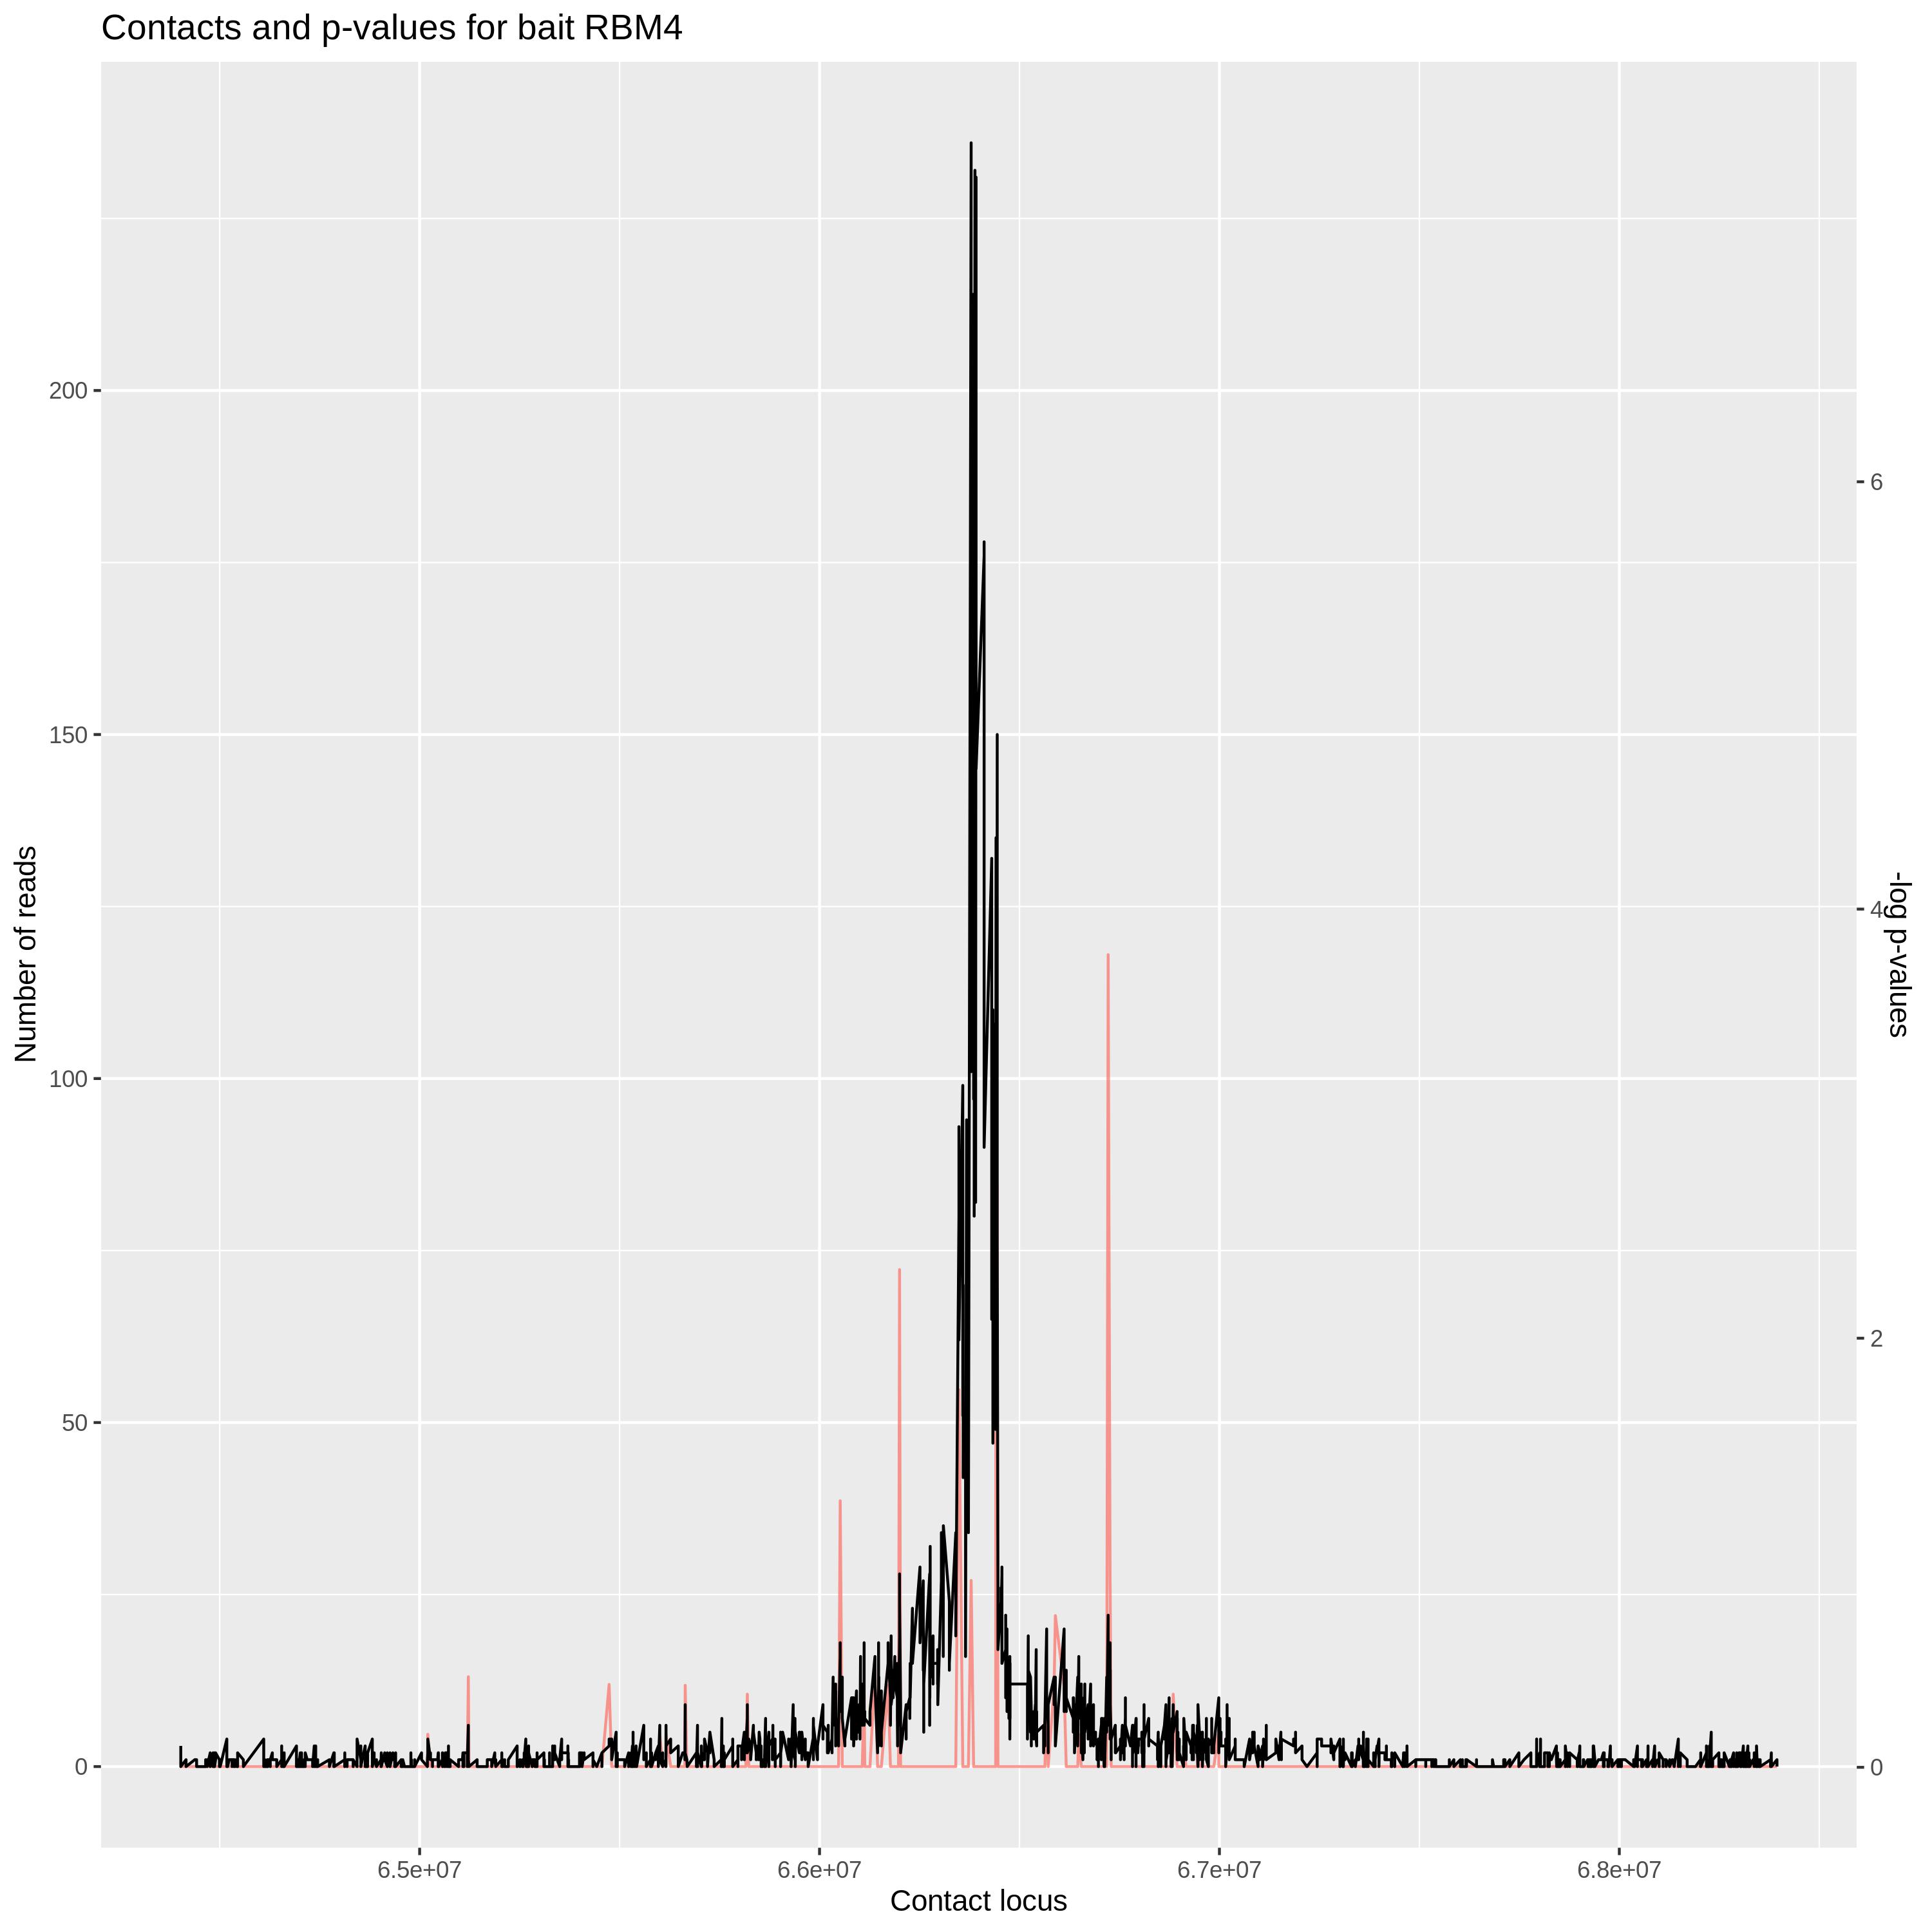 Contacts and p-values for bait RBM4
Number of reads
200
150
100
50
0
6
4
2
0
-log p-values
6.5e+07
6.6e+07
6.7e+07
6.8e+07
Contact locus